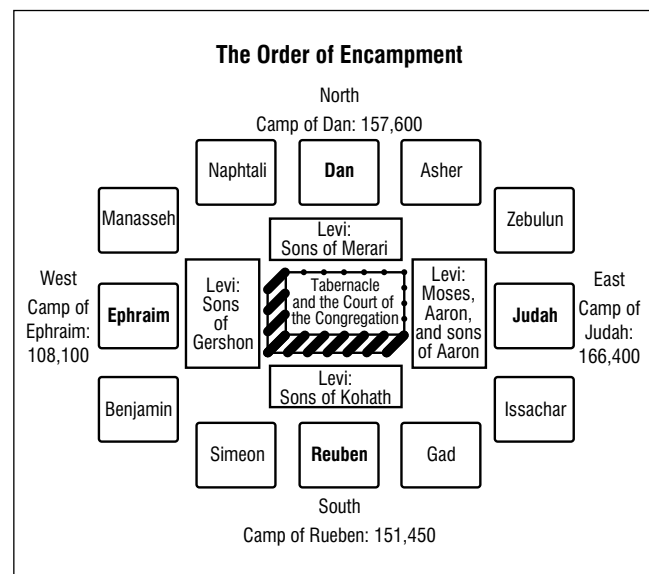 The Order of Encampment
North
Camp of Dan: 157,600
Naphtali
Dan
Asher
Manasseh
Zebulun
Levi:
Sons of Merari
West
Camp of
Ephraim:
108,100
Ephraim
Levi:
Sons
of
Gershon
Tabernacle
and the Court of
the Congregation
Levi:
Moses,
Aaron,
and sons
of Aaron
Judah
East
Camp of
Judah:
166,400
Levi:
Sons of Kohath
Benjamin
Issachar
Simeon
Reuben
Gad
South
Camp of Rueben: 151,450